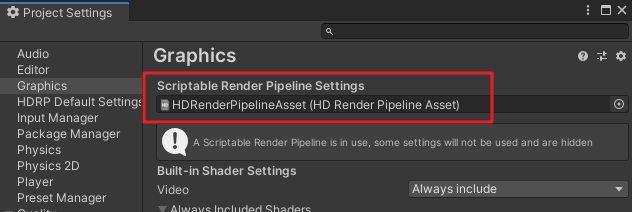 Project Settings
Audio
Editor
Graphics
HDRP Default Settings
Input Manager
Package Manager
Physics
Physics 2D
Player
Preset Manager
Quality
Graphics
Scriptable Render Pipeline Settings
HDRenderPipelineAsset (HD Render Pipeline Asset)
A Scriptable Render Pipeline is in use, some settings will not be used and are hidden
Built-in Shader Settings
Video Always include
Always Included Shaders